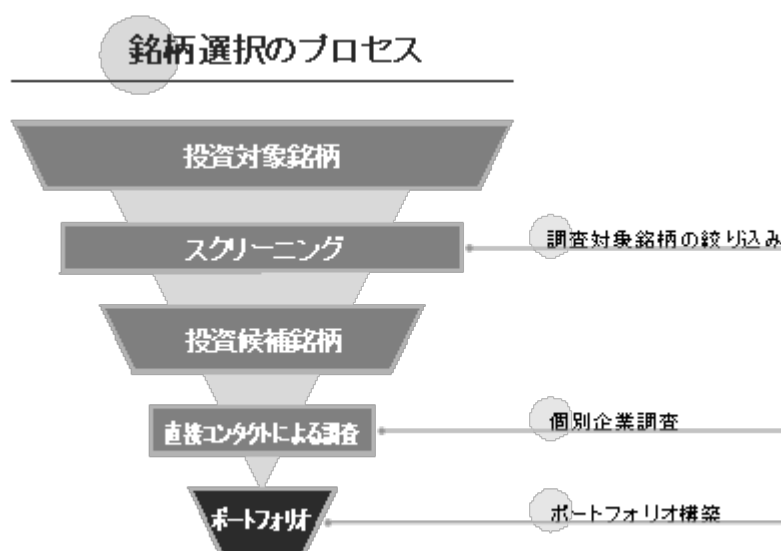 銘柄選択のプロセス
投資対象銘柄
スクリーニング
調査対象銘柄の絞り込み
投資候補銘柄
直接コンタクトによる調査
個別企業調査
ポートフォリオ
ポートフォリオ構築